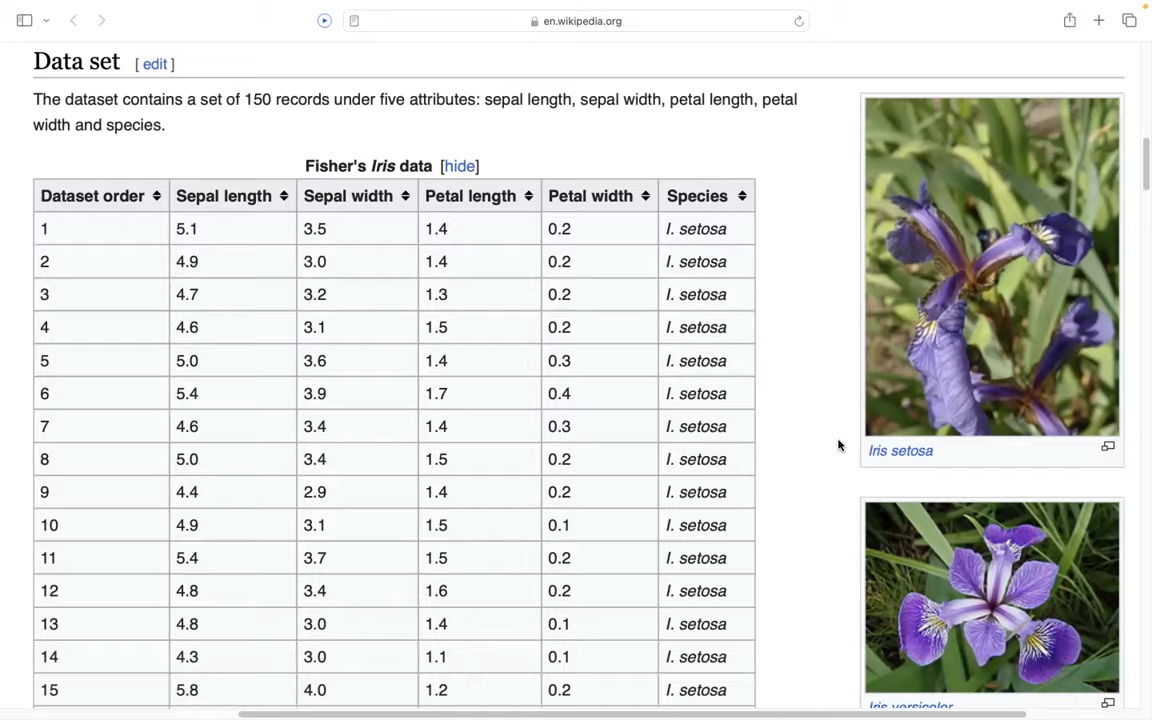 en.wikipedia.org
Data set [ edit ]
The dataset contains a set of 150 records under five attributes: sepal length, sepal width, petal length, petal
width and species.
Fisher's Iris data [hide]
Dataset order Sepal length Sepal width Petal length Petal width Species
1 5.1 3.5 1.4 0.2 I. setosa
2 4.9 3.0 1.4 0.2 I. setosa
3 4.7 3.2 1.3 0.2 I. setosa
4 4.6 3.1 1.5 0.2 I. setosa
5 5.0 3.6 1.4 0.3 I. setosa
6 5.4 3.9 1.7 0.4 I. setosa
7 4.6 3.4 1.4 0.3 I. setosa
8 5.0 3.4 1.5 0.2 I. setosa
9 4.4 2.9 1.4 0.2 I. setosa
10 4.9 3.1 1.5 0.1 I. setosa
11 5.4 3.7 1.5 0.2 I. setosa
12 4.8 3.4 1.6 0.2 I. setosa
13 4.8 3.0 1.4 0.1 I. setosa
14 4.3 3.0 1.1 0.1 I. setosa
15 5.8 4.0 1.2 0.2 I. setosa
Iris setosa
Iris versicolor